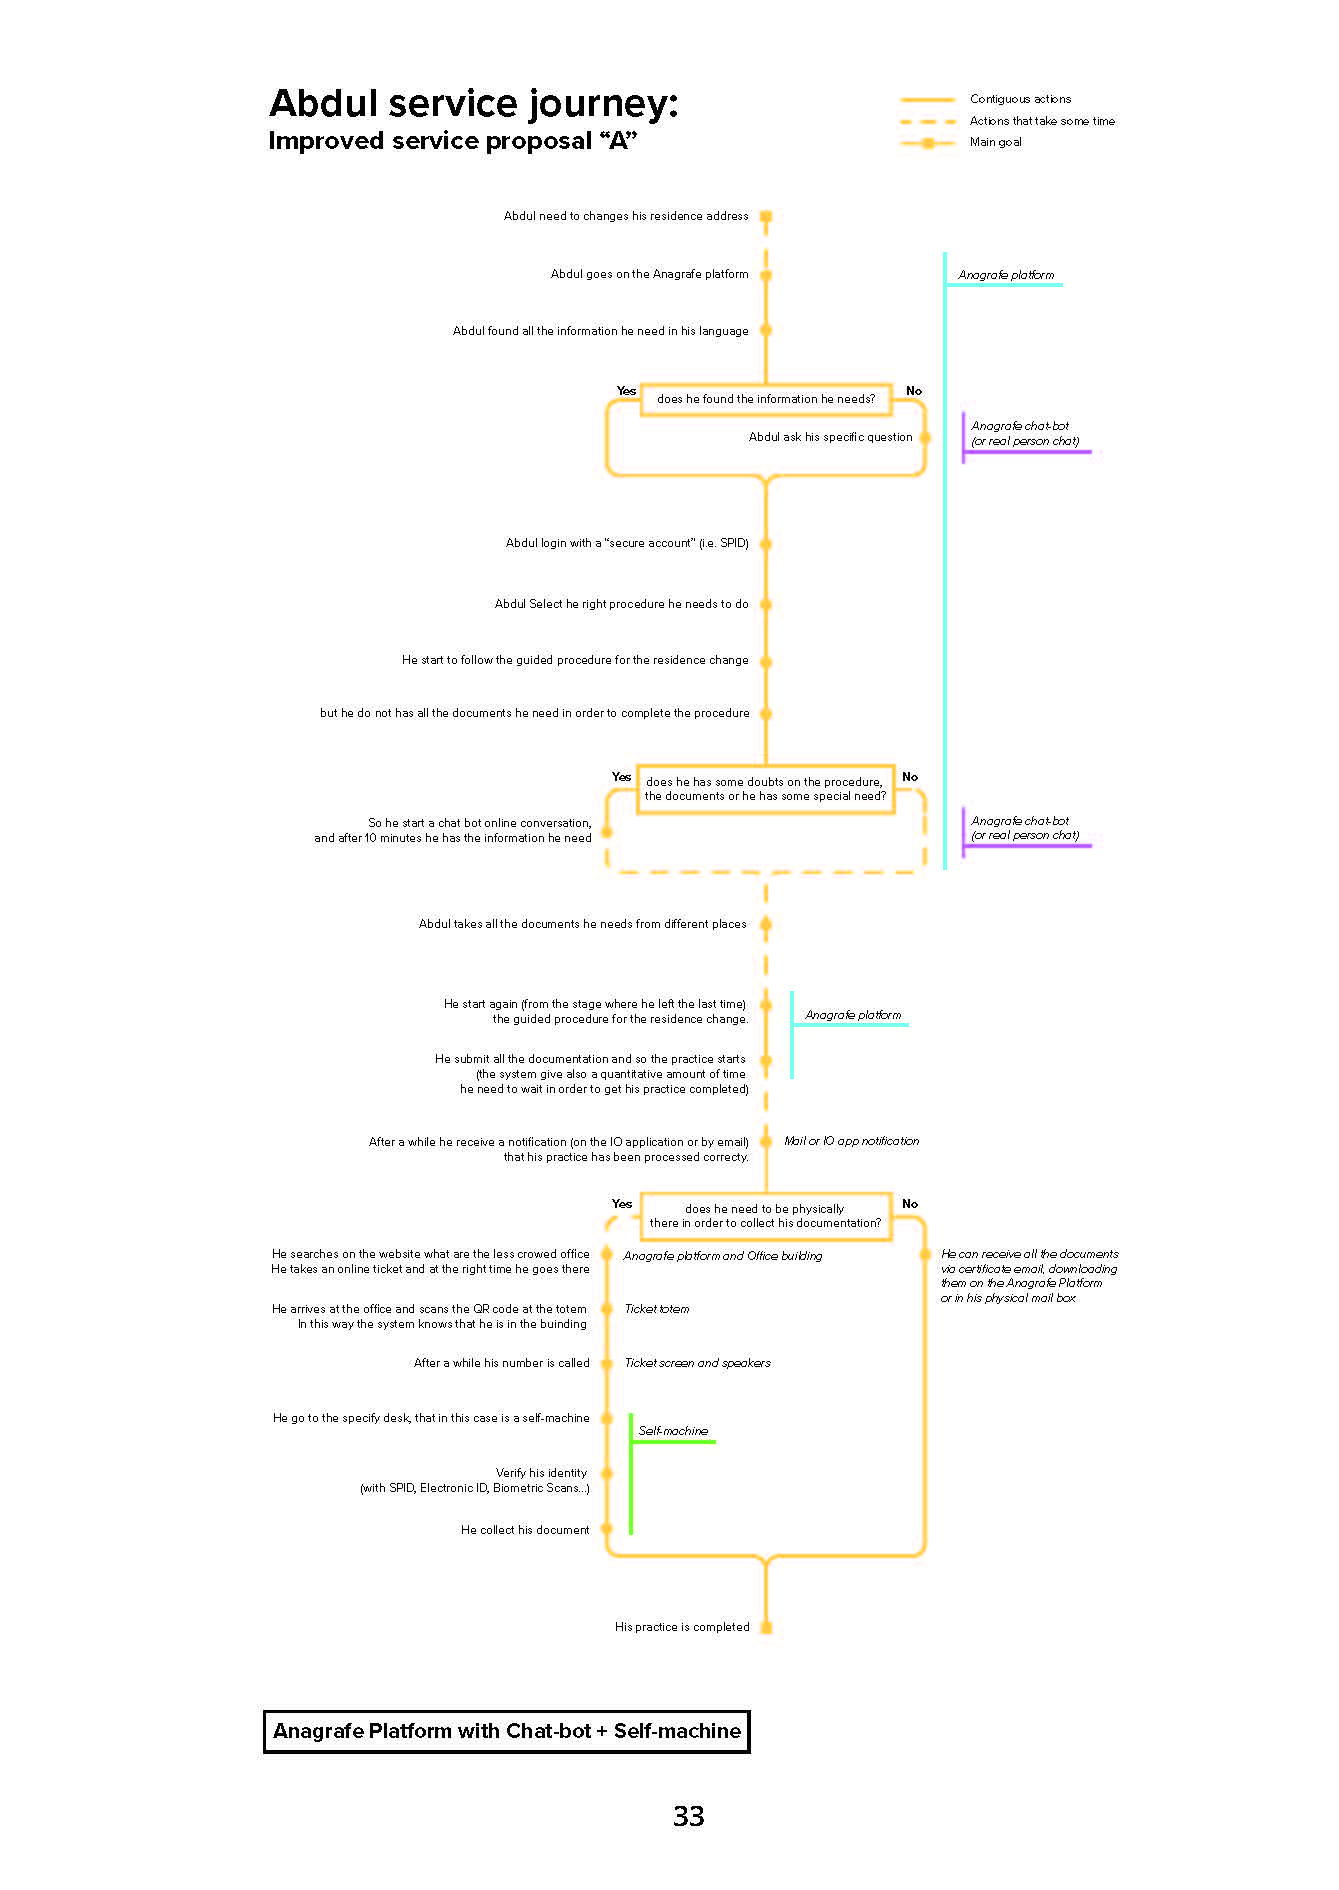 Abdul service journey:
Improved service proposal “A”
Contiguous actions
Actions that take some time
Main goal
Abdul need to changes his residence address
Abdul goes on the Anagrafe platform
Anagrafe platform
Abdul found all the information he need in his language
Yes
No
does he found the information he needs?
Abdul ask his specific question
Anagrafe chat-bot
(or real person chat)
Abdul login with a “secure account” (i.e. SPID)
Abdul Select he right procedure he needs to do
He start to follow the guided procedure for the residence change
but he do not has all the documents he need in order to complete the procedure
Yes
No
does he has some doubts on the procedure,
the documents or he has some special need?
So he start a chat bot online conversation,
and after 10 minutes he has the information he need
Anagrafe chat-bot
(or real person chat)
Abdul takes all the documents he needs from different places
He start again (from the stage where he left the last time)
the guided procedure for the residence change.
Anagrafe platform
He submit all the documentation and so the practice starts
(the system give also a quantitative amount of time
he need to wait in order to get his practice completed)
After a while he receive a notification (on the IO application or by email)
that his practice has been processed correcty.
Mail or IO app notification
Yes
No
does he need to be physically
there in order to collect his documentation?
He searches on the website what are the less crowed office
He takes an online ticket and at the right time he goes there
Anagrafe platform and Office building
He can receive all the documents
via certificate email, downloading
them on the Anagrafe Platform
or in his physical mail box
He arrives at the office and scans the QR code at the totem
In this way the system knows that he is in the buinding
Ticket totem
After a while his number is called
Ticket screen and speakers
He go to the specify desk, that in this case is a self-machine
Self-machine
Verify his identity
(with SPID, Electronic ID, Biometric Scans...)
He collect his document
His practice is completed
Anagrafe Platform with Chat-bot + Self-machine
33